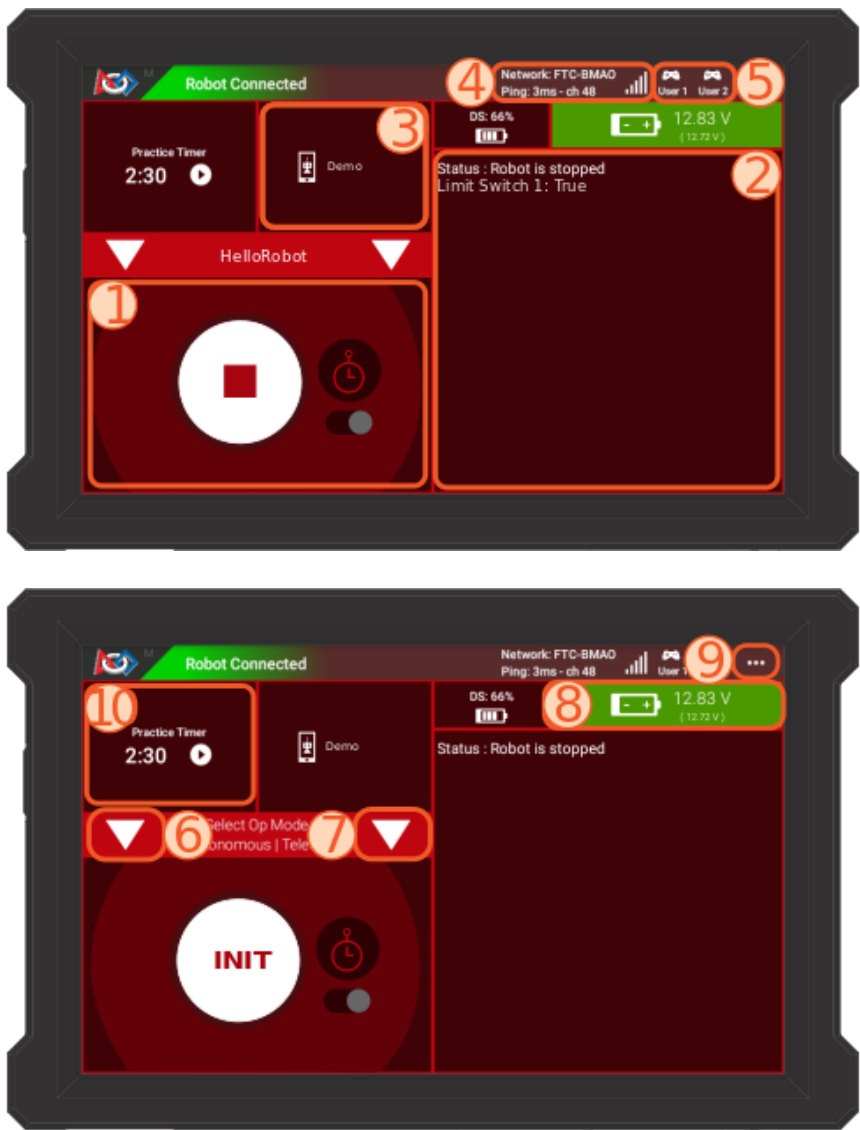 M
Robot Connected
4
Network: FTC-BMAO
Ping: 3ms - ch 48
User 1
User 2
5
Practice Timer
2:30
3
Demo
DS: 66%
12.83 V
( 12.72 V )
Status : Robot is stopped
Limit Switch 1: True
2
HelloRobot
1
M
Robot Connected
Network: FTC-BMAO
Ping: 3ms - ch 48
User 1
9
10
Practice Timer
2:30
Demo
DS: 66%
8
12.83 V
( 12.72 V )
Status : Robot is stopped
6
Select Op Mode
onomous | Tele
7
INIT